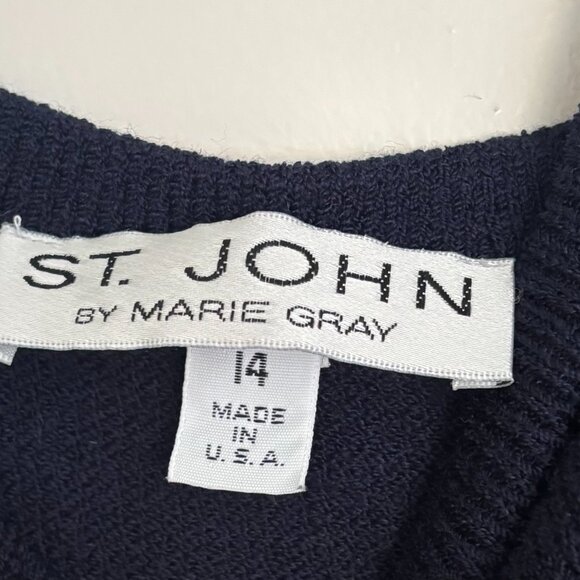 ST. JOHN
BY MARIE GRAY
14
MADE
IN
U.S.A.